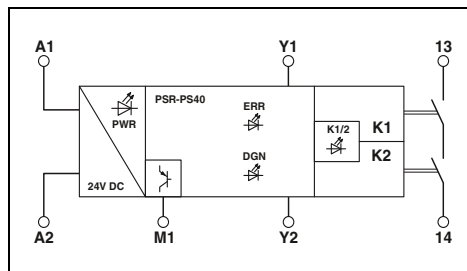 A1 Y1 13
PSR-PS40
PWR
ERR
K1/2
K1
K2
DGN
24V DC
A2 M1 Y2 14